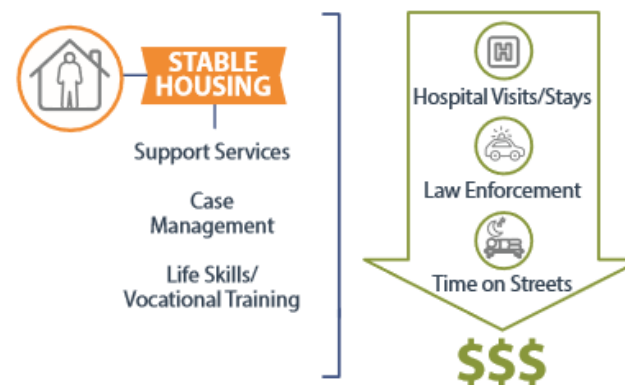 STABLE
HOUSING
Support Services
Case
Management
Life Skills/
Vocational Training
H
Hospital Visits/Stays
Law Enforcement
Time on Streets
$$$